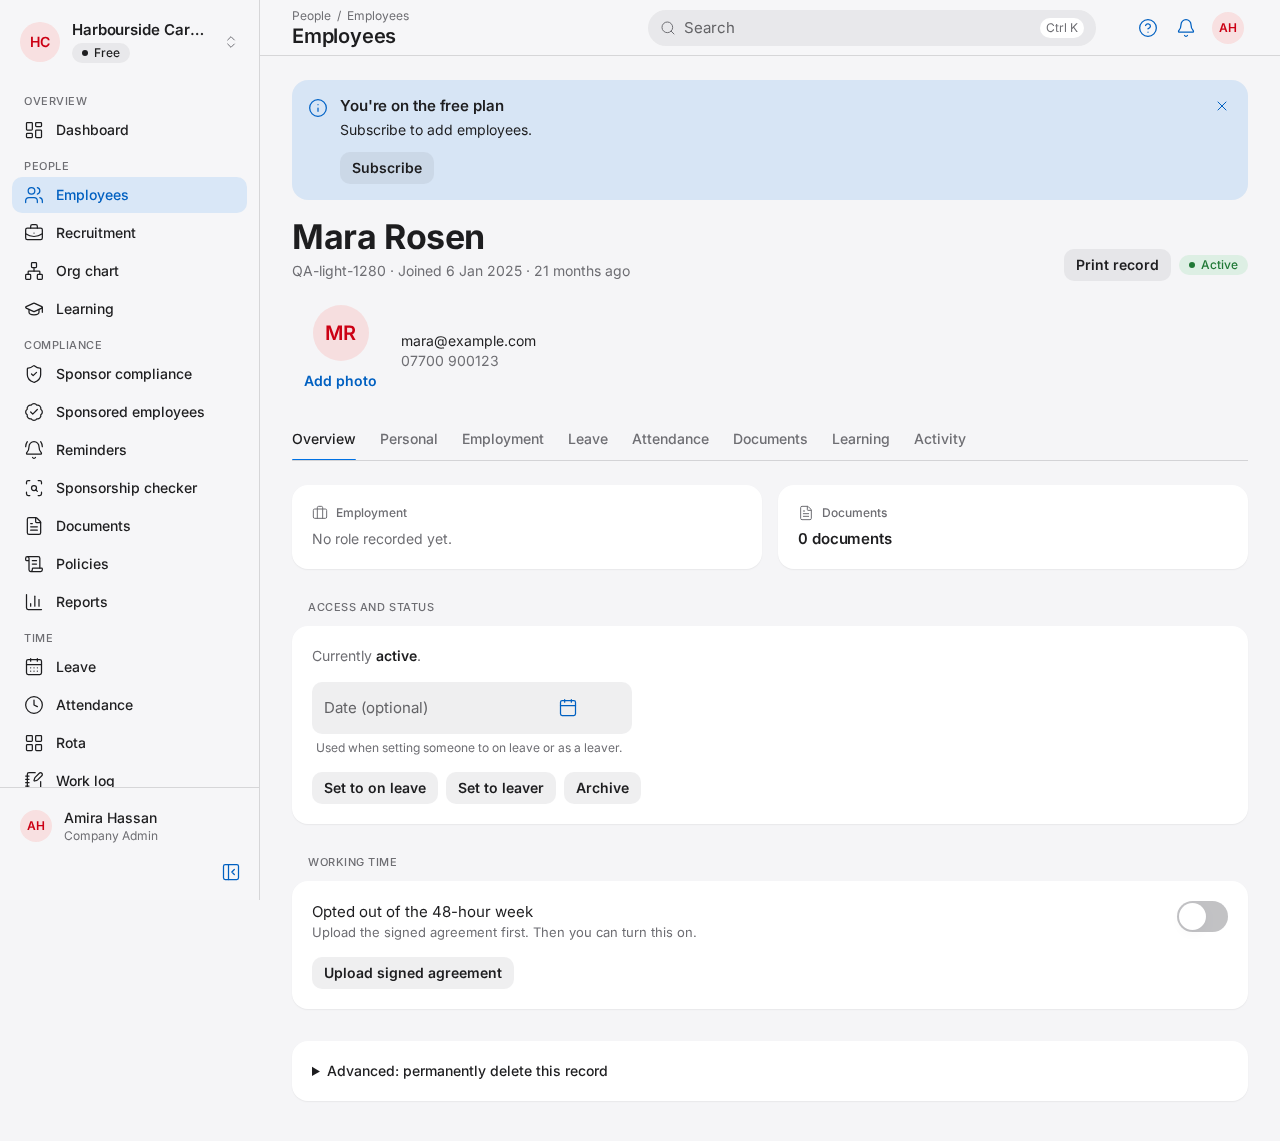 HC
Harbourside Car...
Free
OVERVIEW
Dashboard
PEOPLE
Employees
Recruitment
Org chart
Learning
COMPLIANCE
Sponsor compliance
Sponsored employees
Reminders
Sponsorship checker
Documents
Policies
Reports
TIME
Leave
Attendance
Rota
Work log
AH
Amira Hassan
Company Admin
People / Employees
Employees
Search
Ctrl K
AH
You're on the free plan
Subscribe to add employees.
Subscribe
Mara Rosen
QA-light-1280 · Joined 6 Jan 2025 · 21 months ago
Print record
Active
MR
Add photo
mara@example.com
07700 900123
Overview Personal Employment Leave Attendance Documents Learning Activity
Employment
No role recorded yet.
Documents
0 documents
ACCESS AND STATUS
Currently active.
Date (optional)
Used when setting someone to on leave or as a leaver.
Set to on leave Set to leaver Archive
WORKING TIME
Opted out of the 48-hour week
Upload the signed agreement first. Then you can turn this on.
Upload signed agreement
Advanced: permanently delete this record